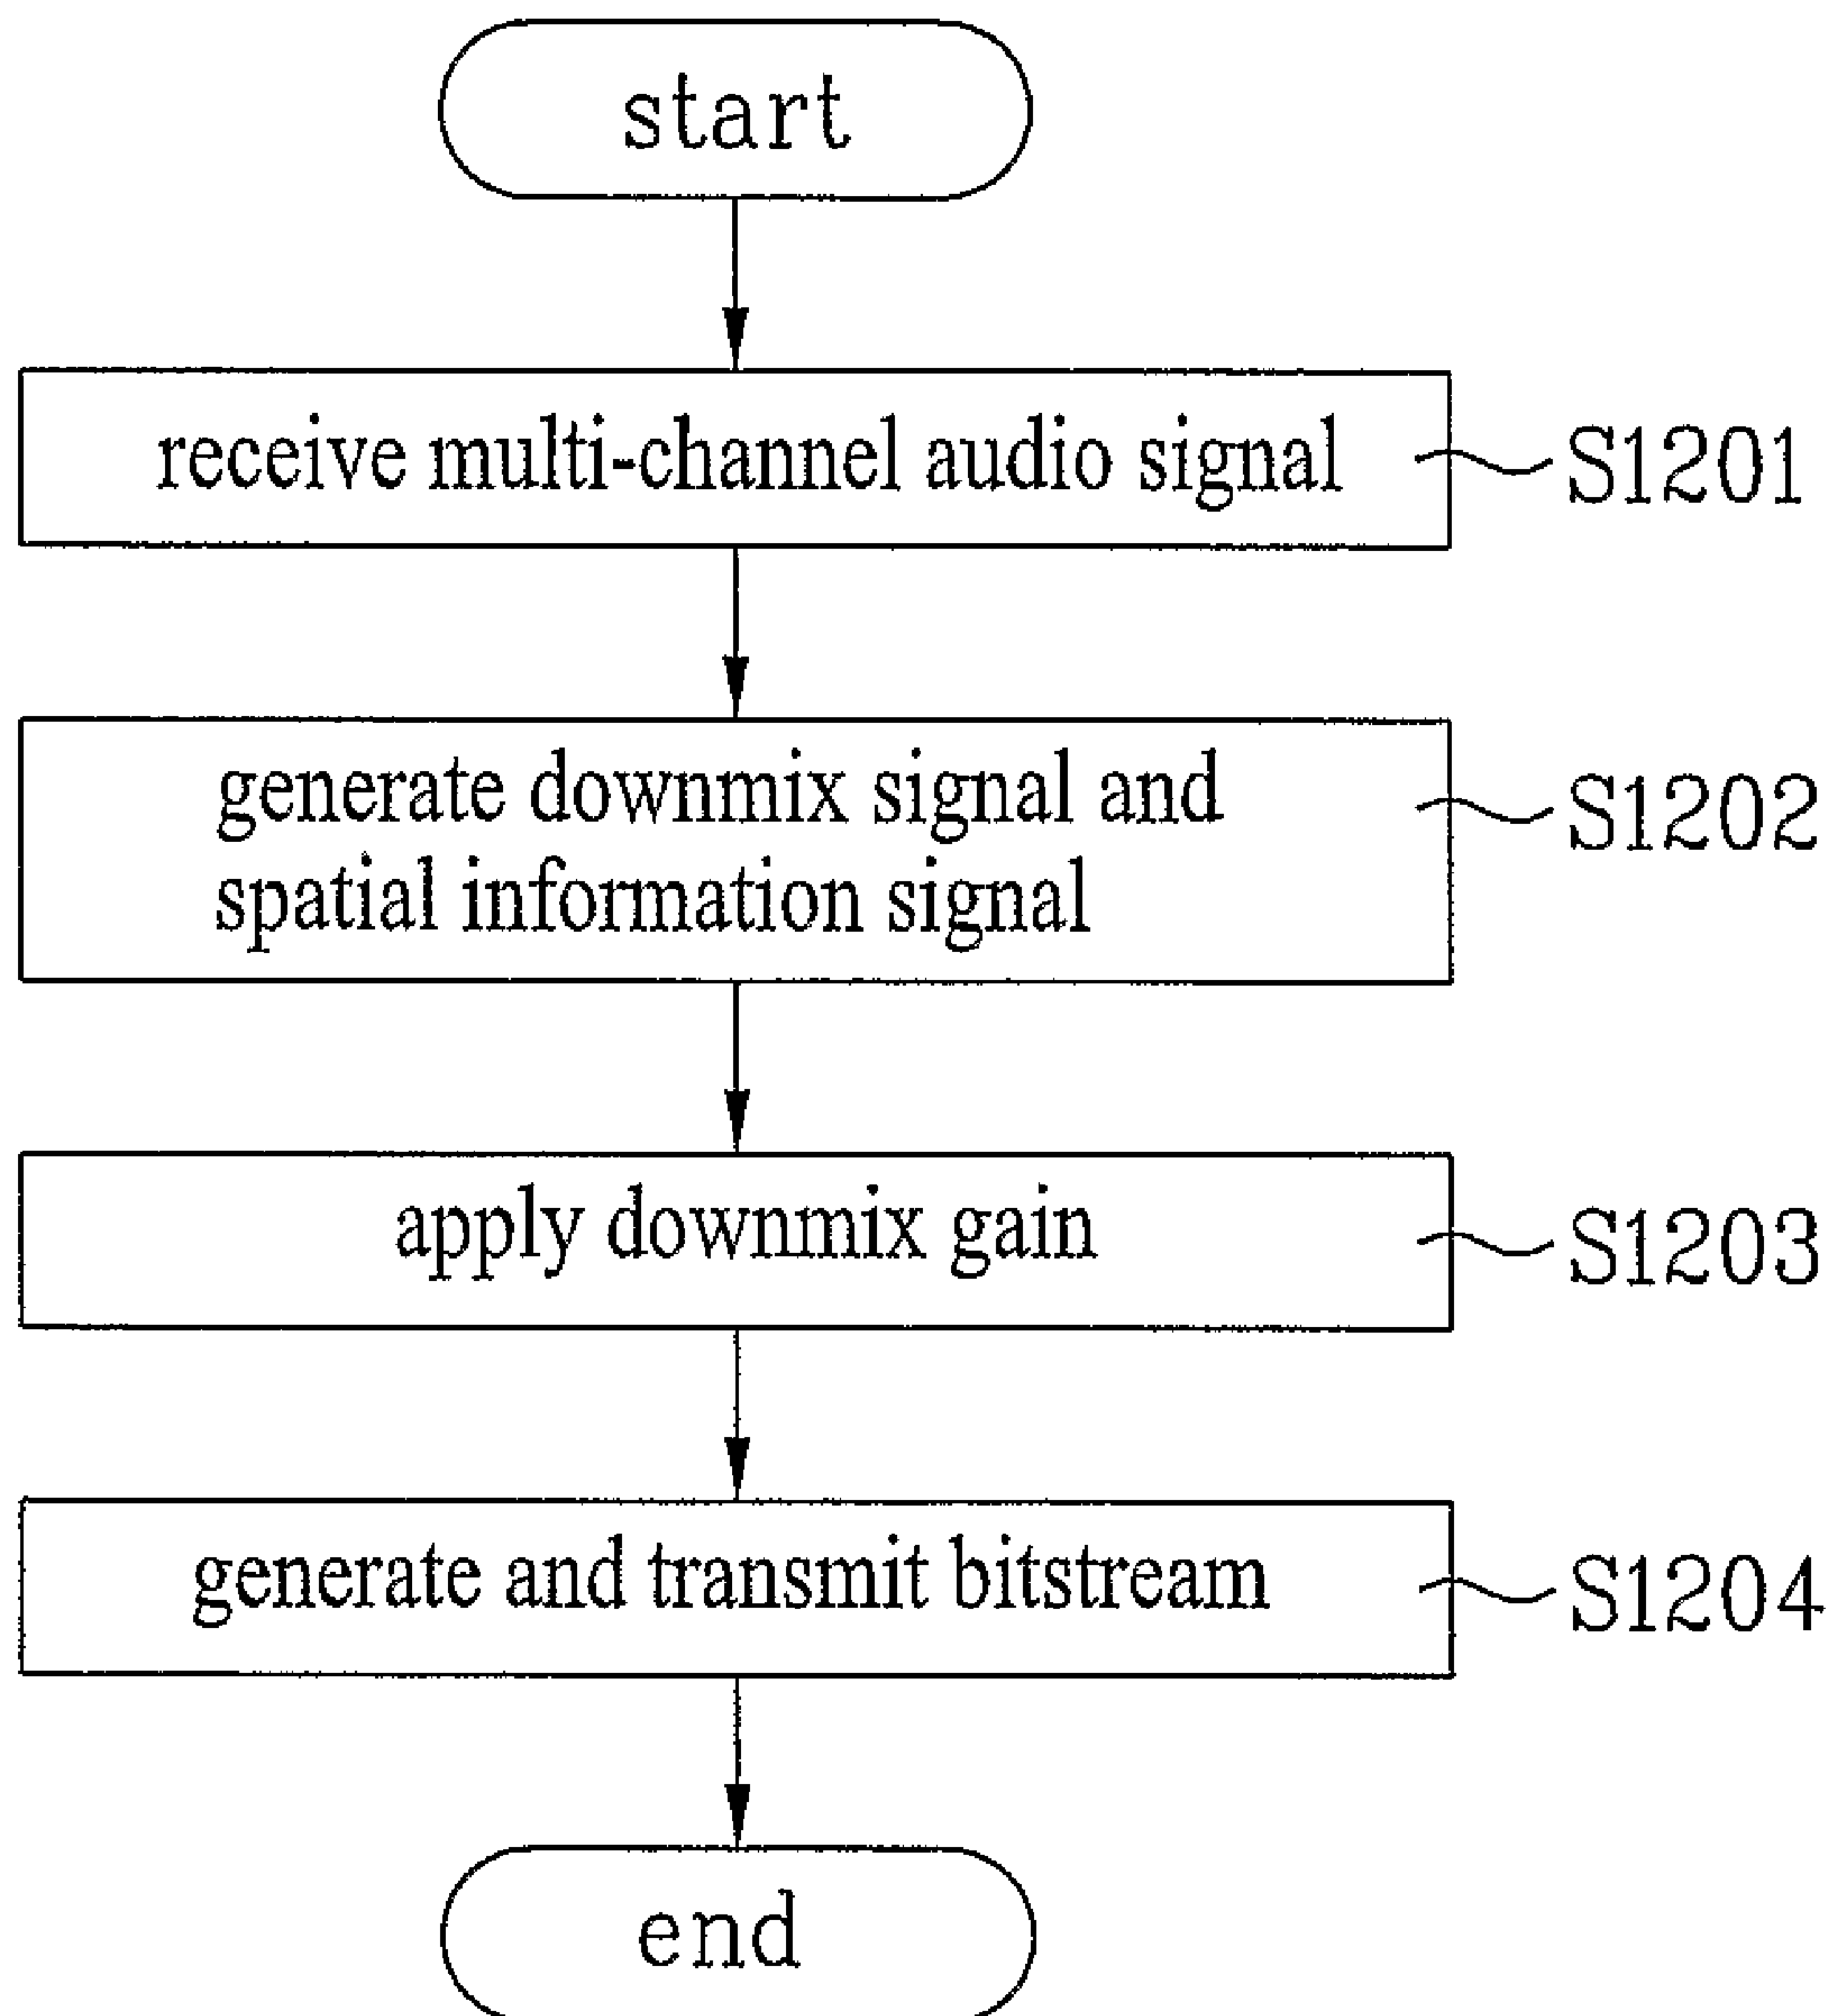 start
receive multi-channel audio signal
S1201
generate downmix signal and
spatial information signal
S1202
apply downmix gain
S1203
generate and transmit bitstream
S1204
end